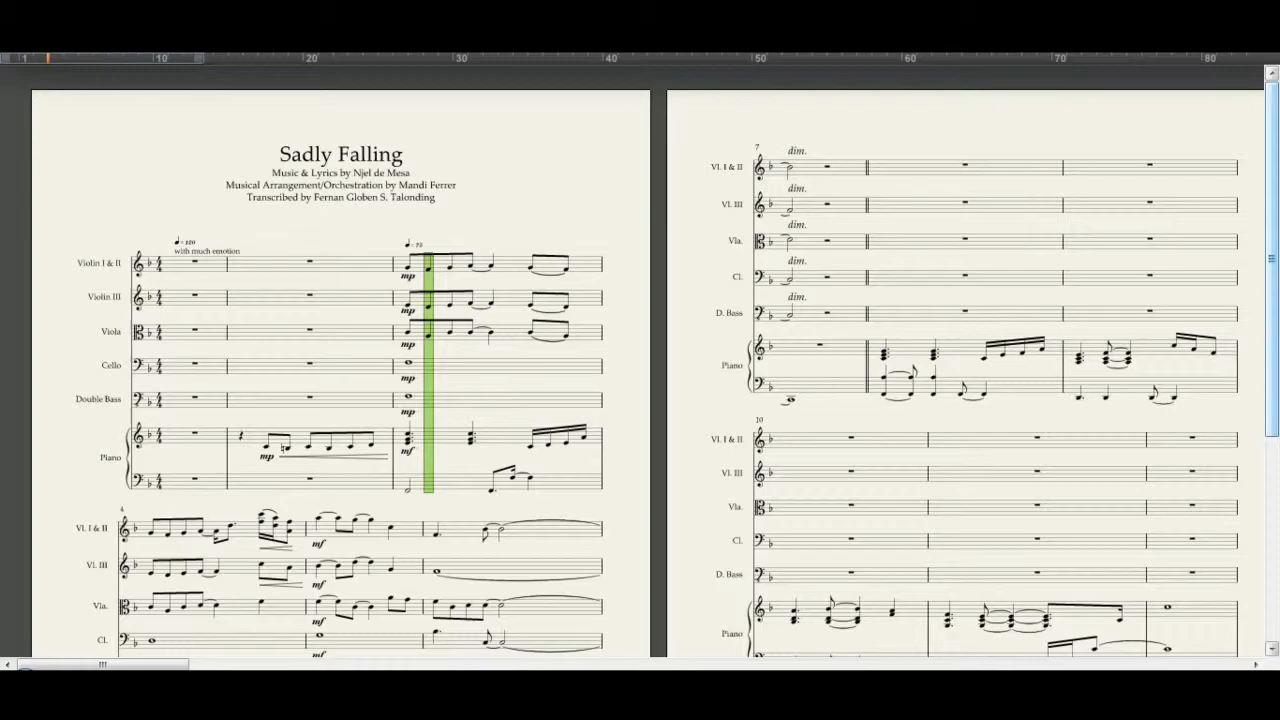 1 10 20 30 40 50 60 70 80
Sadly Falling
Music & Lyrics by Njel de Mesa
Musical Arrangement/Orchestration by Mandi Ferrer
Transcribed by Fernan Globen S. Talonding
with much emotion
Violin I & II
mp
Violin III
mp
Viola
mp
Cello
mp
Double Bass
mp
Piano
mp
mf
4
Vl. I & II
mf
Vl. III
mf
Vla.
mf
Cl.
mf
7
dim.
Vl. I & II
dim.
Vl. III
dim.
Vla.
dim.
Cl.
dim.
D. Bass
Piano
10
Vl. I & II
Vl. III
Vla.
Cl.
D. Bass
Piano